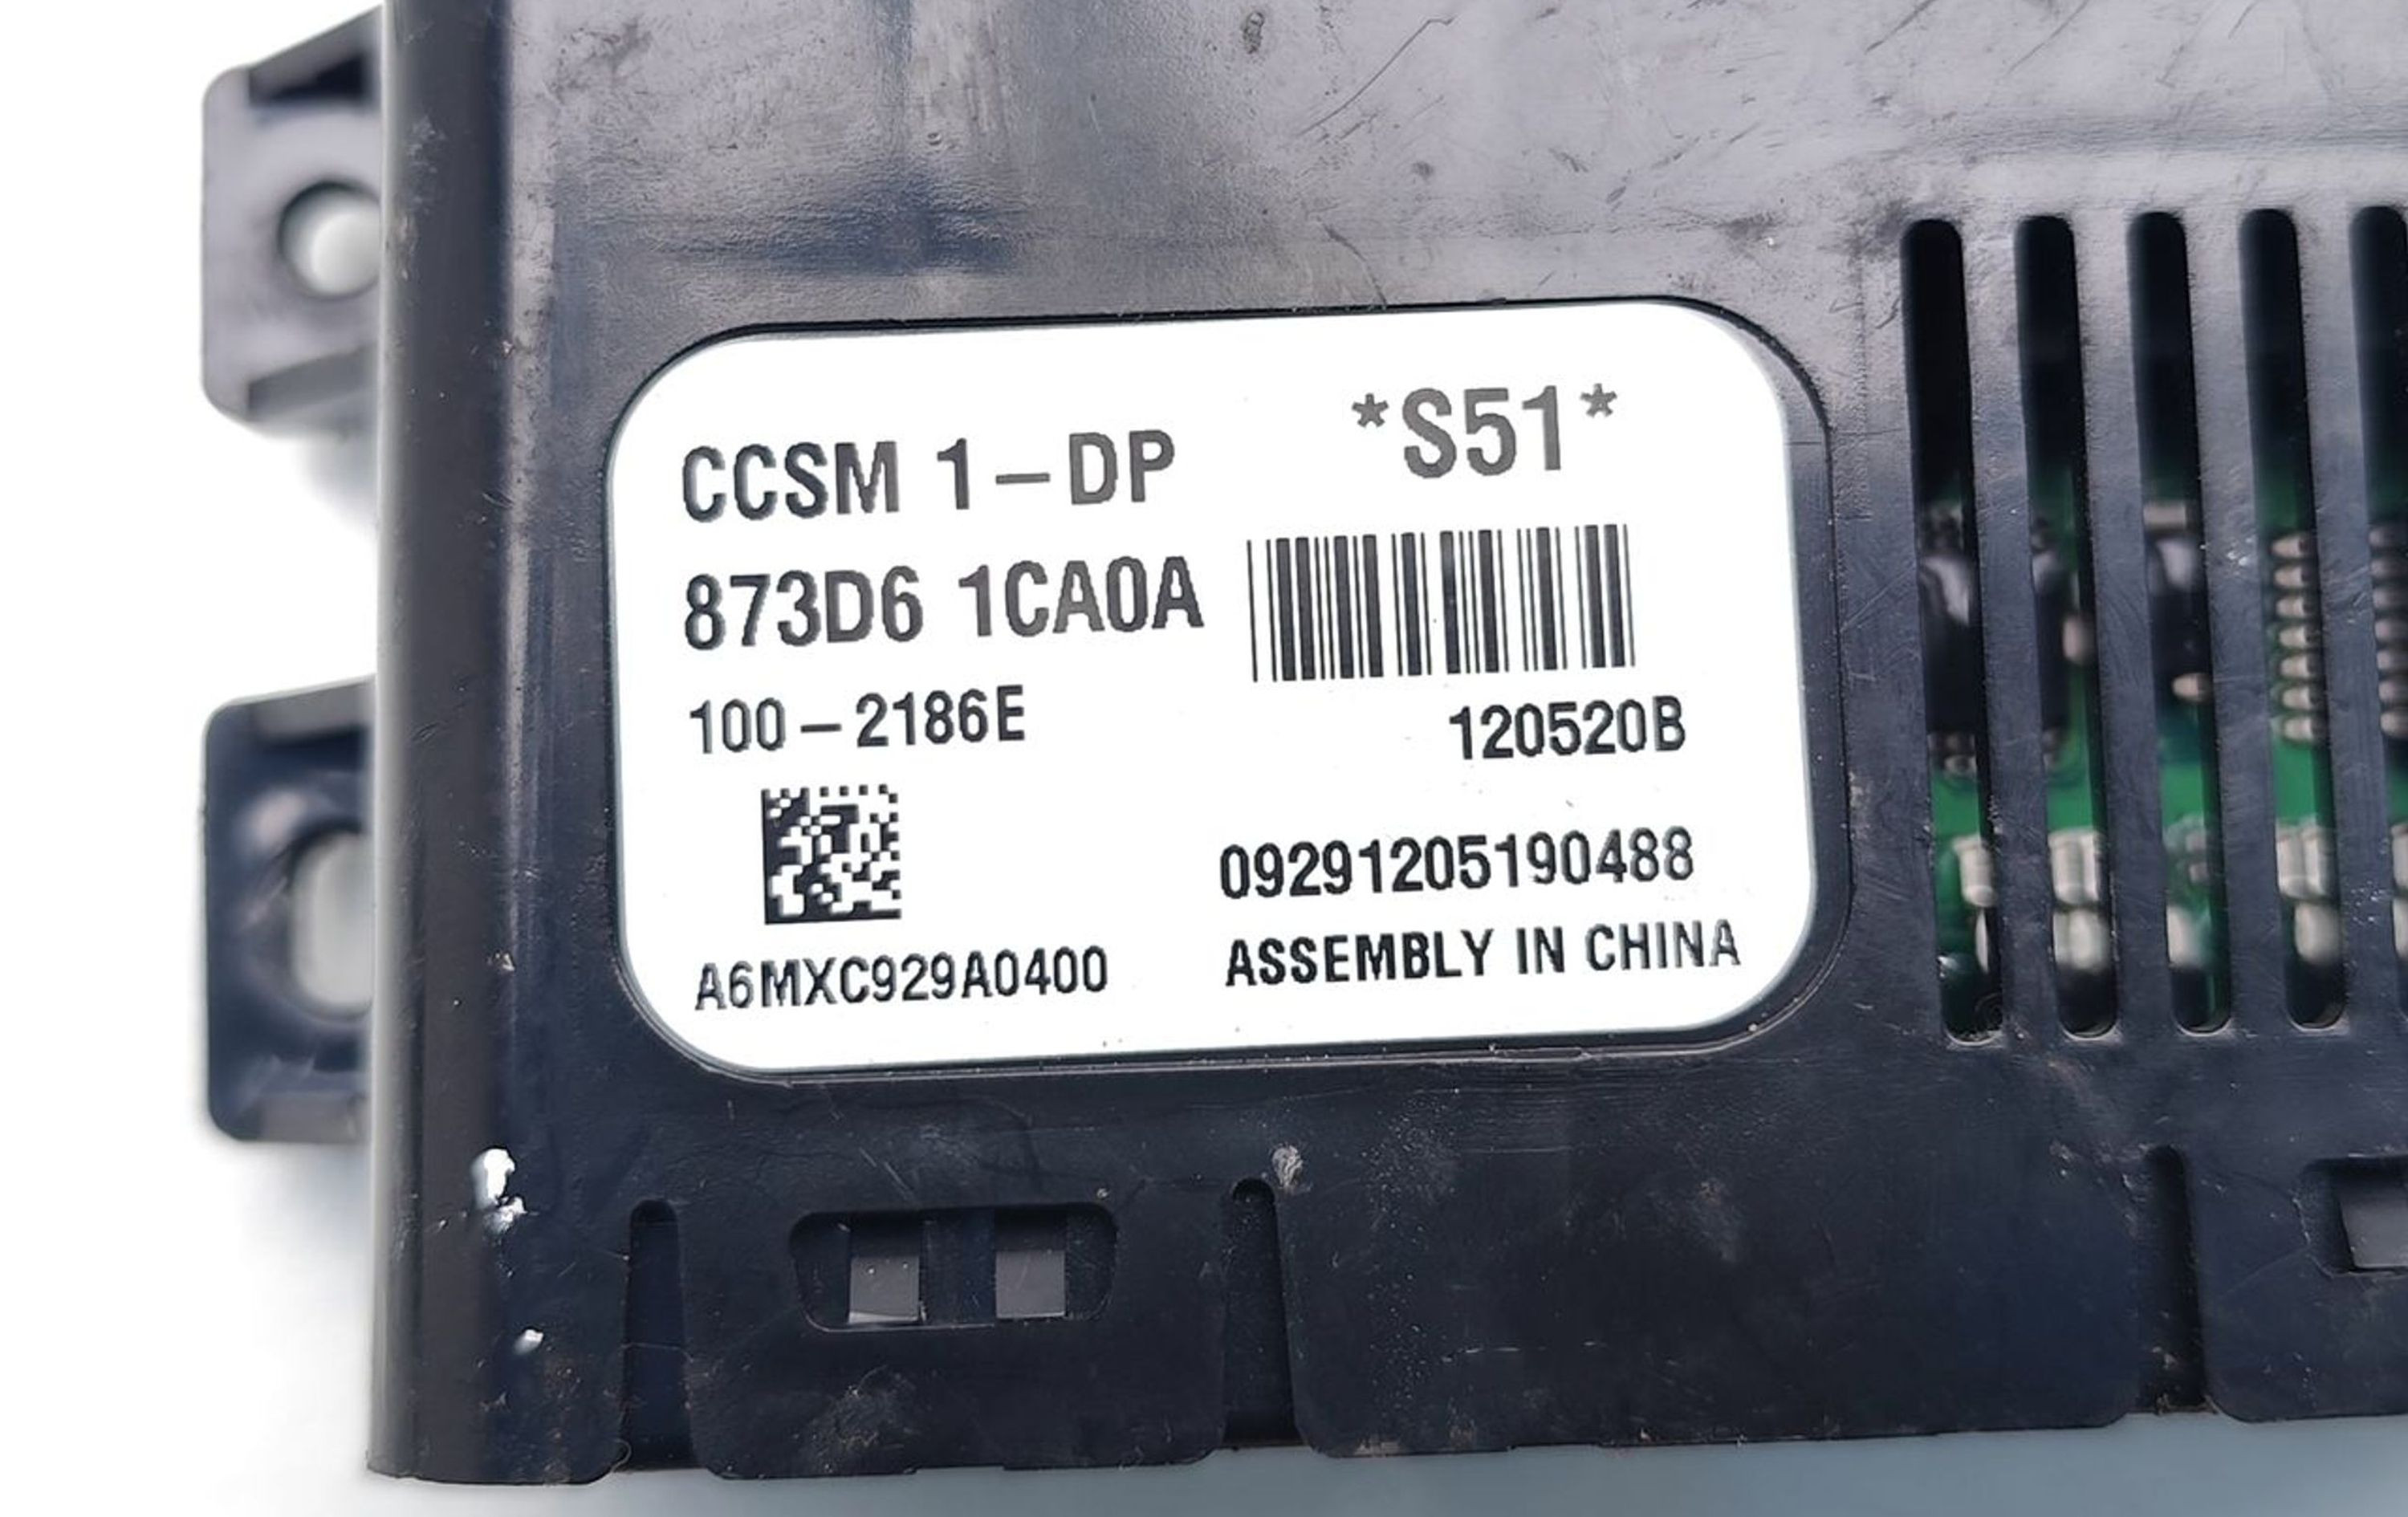 *S51*
CCSM 1-DP
873D6 1CA0A
100-2186E
120520B
09291205190488
A6MXC929A0400
ASSEMBLY IN CHINA